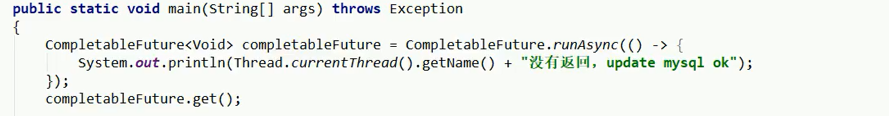 public static void main(String[] args) throws Exception
{
    CompletableFuture<Void> completableFuture = CompletableFuture.runAsync(() -> {
        System.out.println(Thread.currentThread().getName() + "没有返回，update mysql ok");
    });
    completableFuture.get();